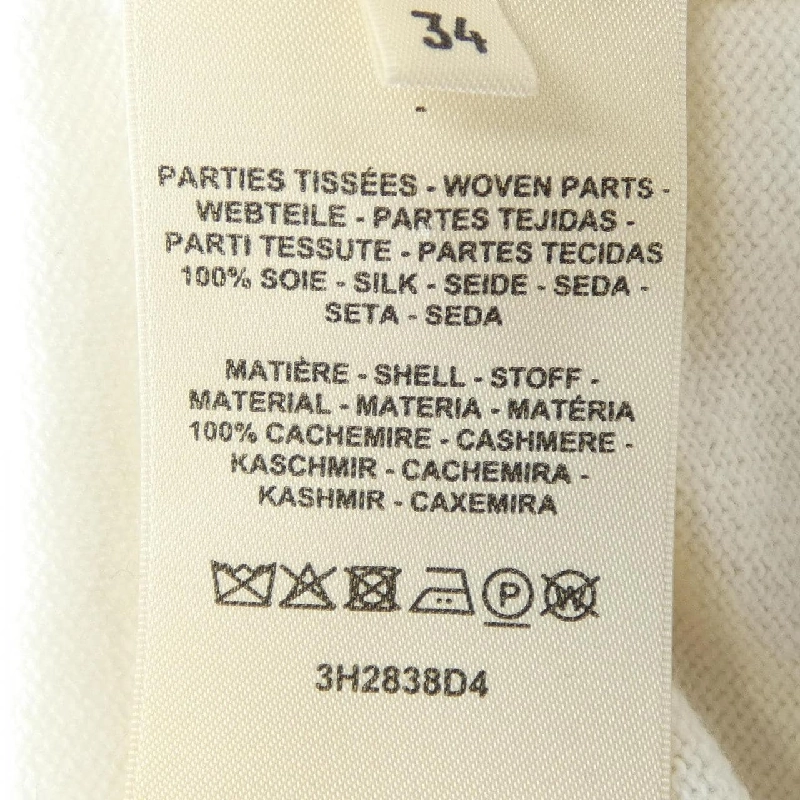 34
PARTIES TISSÉES - WOVEN PARTS -
WEBTEILE - PARTES TEJIDAS -
PARTI TESSUTE - PARTES TECIDAS
100% SOIE - SILK - SEIDE - SEDA -
SETA - SEDA
MATIÈRE - SHELL - STOFF -
MATERIAL - MATERIA - MATÉRIA
100% CACHEMIRE - CASHMERE -
KASCHMIR - CACHEMIRA -
KASHMIR - CAXEMIRA
P W
3H2838D4